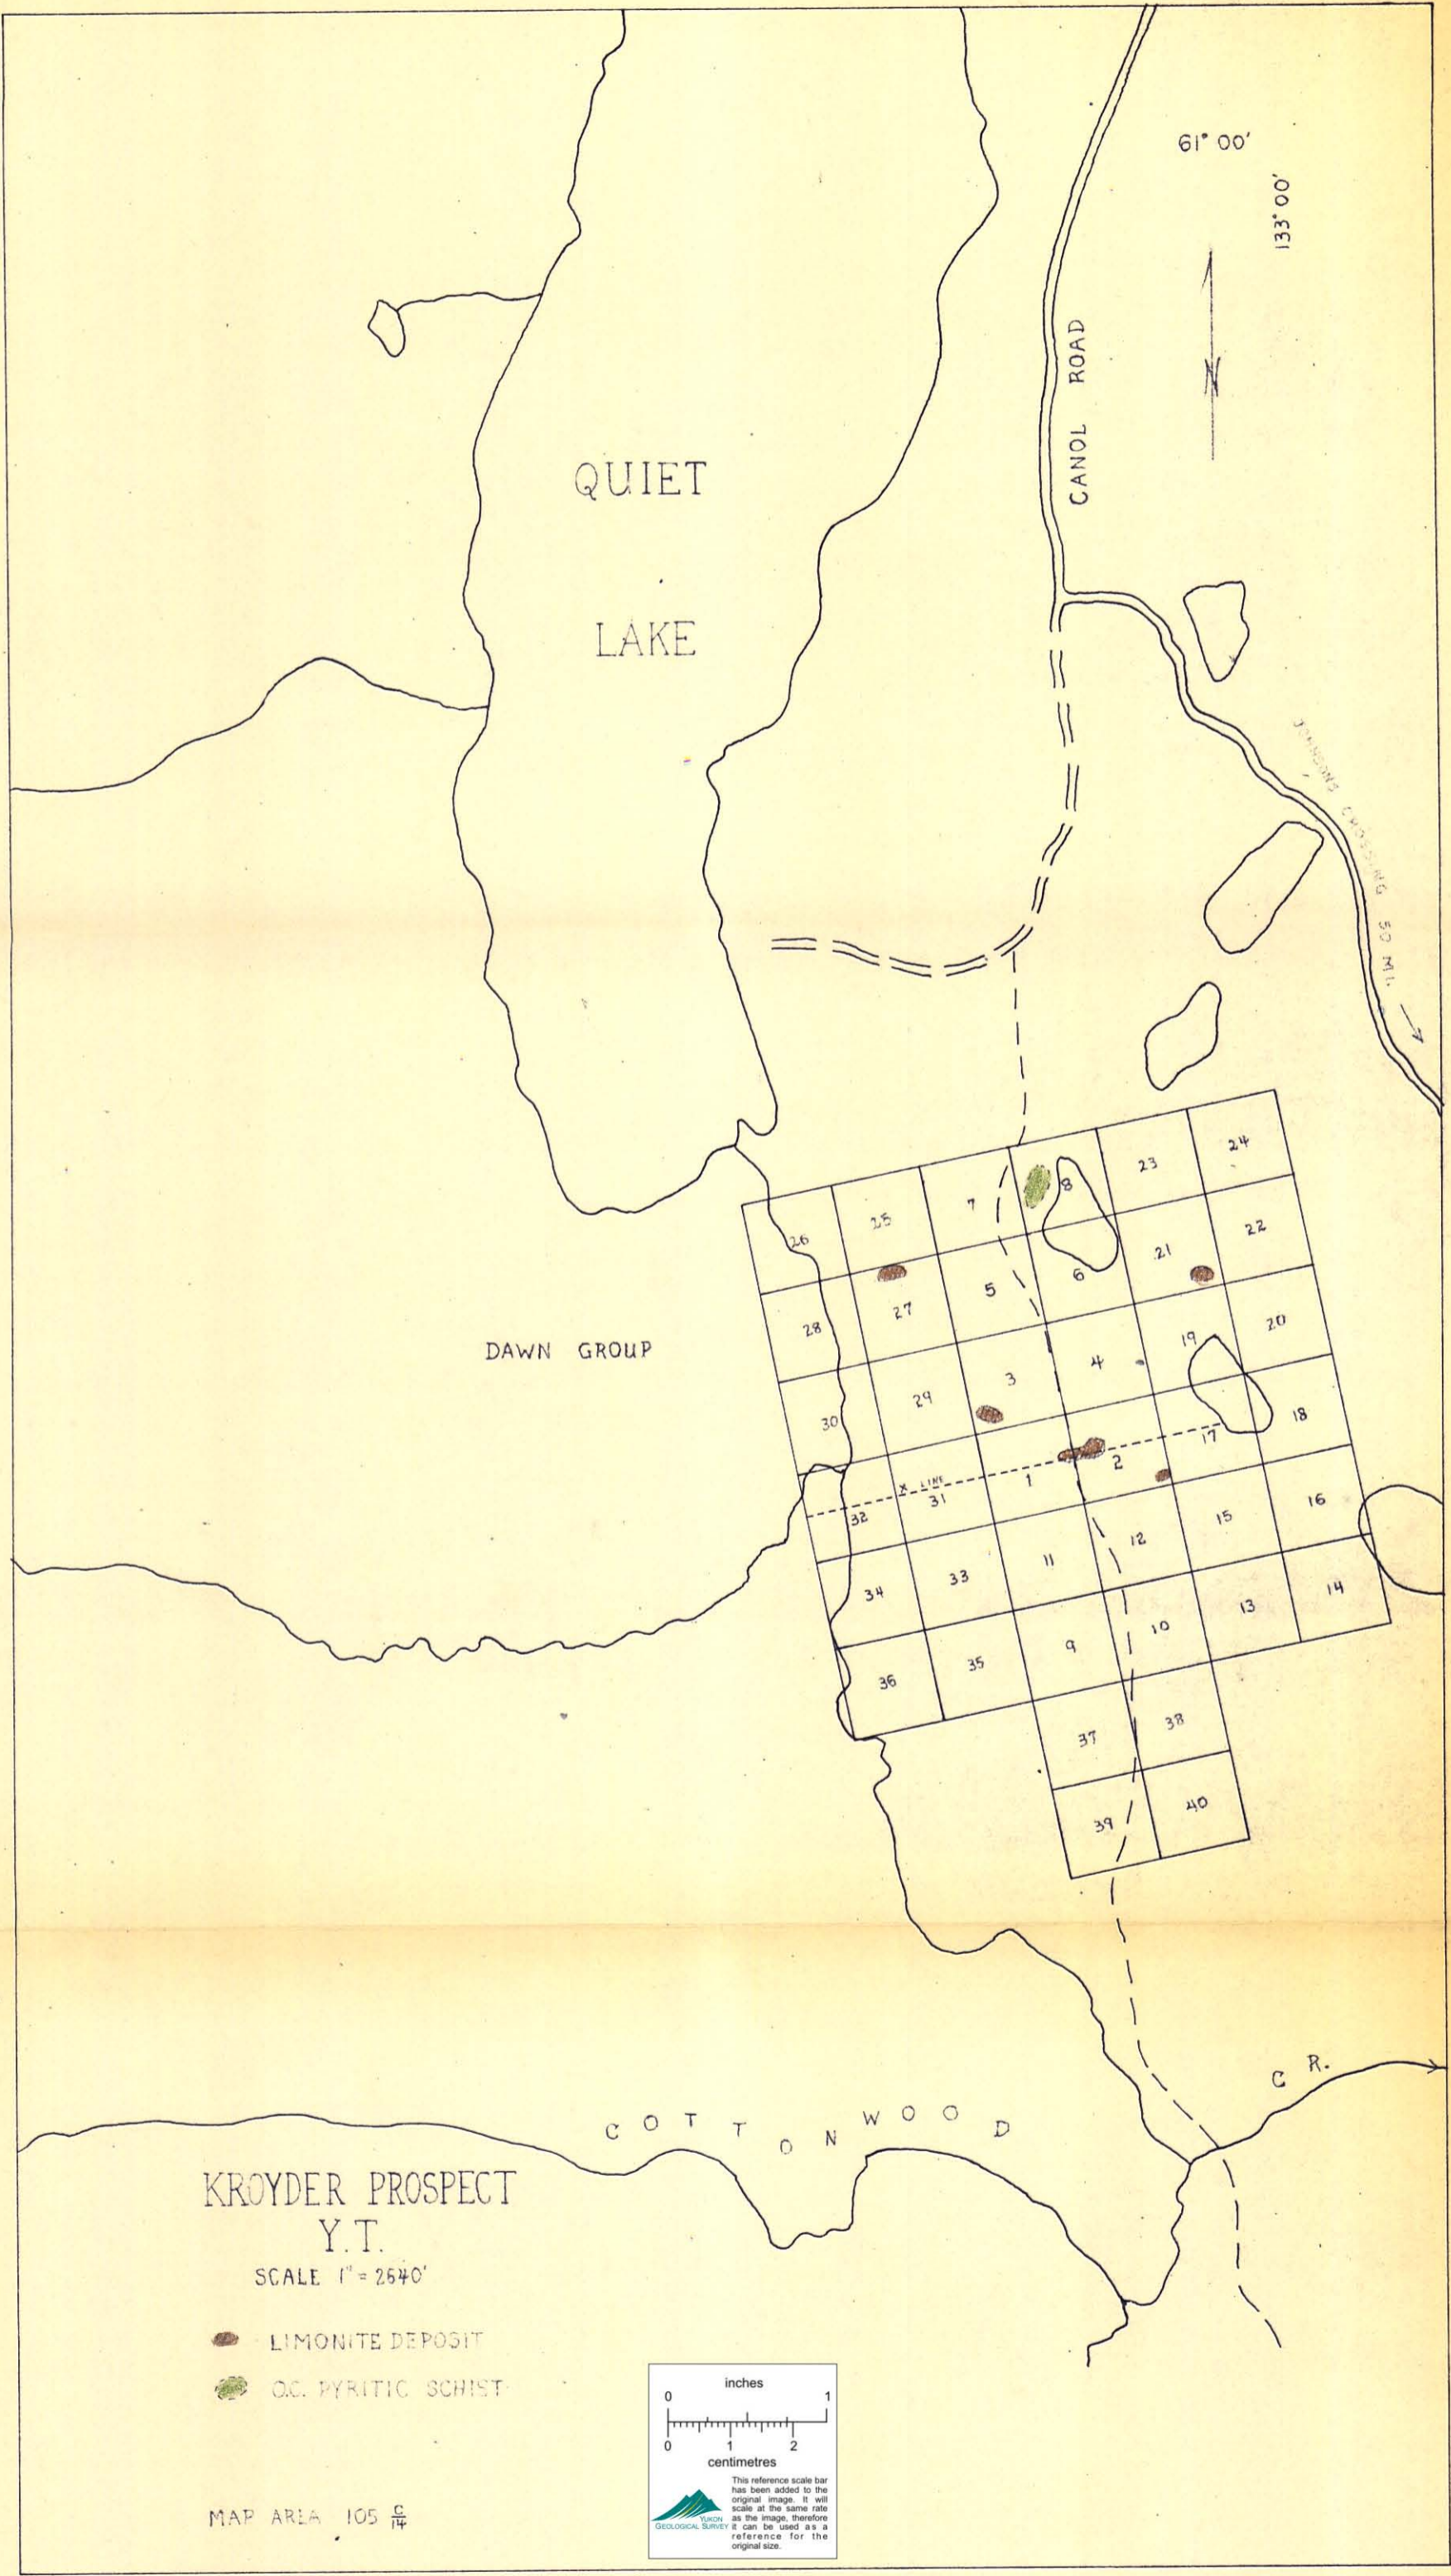 61° 00'
133° 00'
N
CANOL ROAD
QUIET
LAKE
JOHNSONS CROSSING 50 MI.
DAWN GROUP
24
23
8
7
25
26
22
21
6
5
27
28
20
19
4
3
29
30
18
17
2
1
X LINE
31
32
16
15
12
11
33
34
14
13
10
9
35
36
38
37
40
39
COTTONWOOD CR.
KROYDER PROSPECT
Y.T.
SCALE 1" = 2640'
LIMONITE DEPOSIT
O.C. PYRITIC SCHIST
MAP AREA 105 C/14
inches
0 1
0 1 2
centimetres
YUKON
GEOLOGICAL SURVEY
This reference scale bar
has been added to the
original image. It will
scale at the same rate
as the image, therefore
it can be used as a
reference for the
original size.